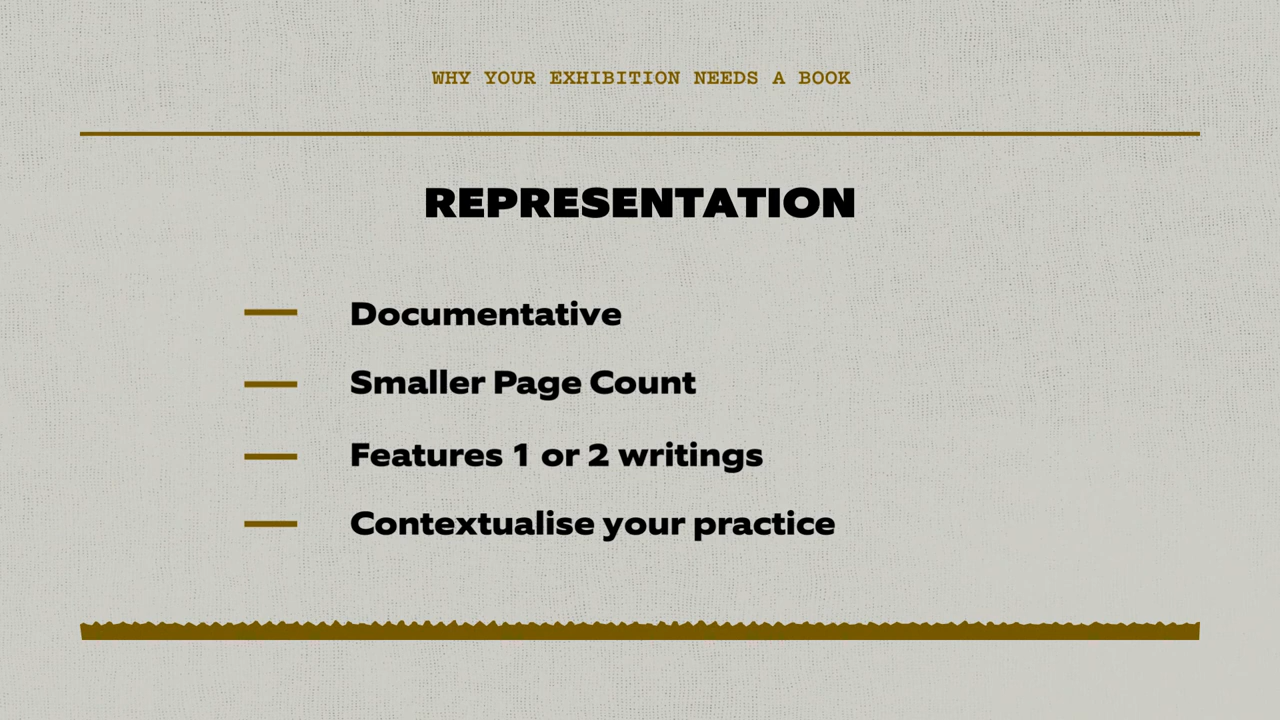 WHY YOUR EXHIBITION NEEDS A BOOK
REPRESENTATION
Documentative
Smaller Page Count
Features 1 or 2 writings
Contextualise your practice